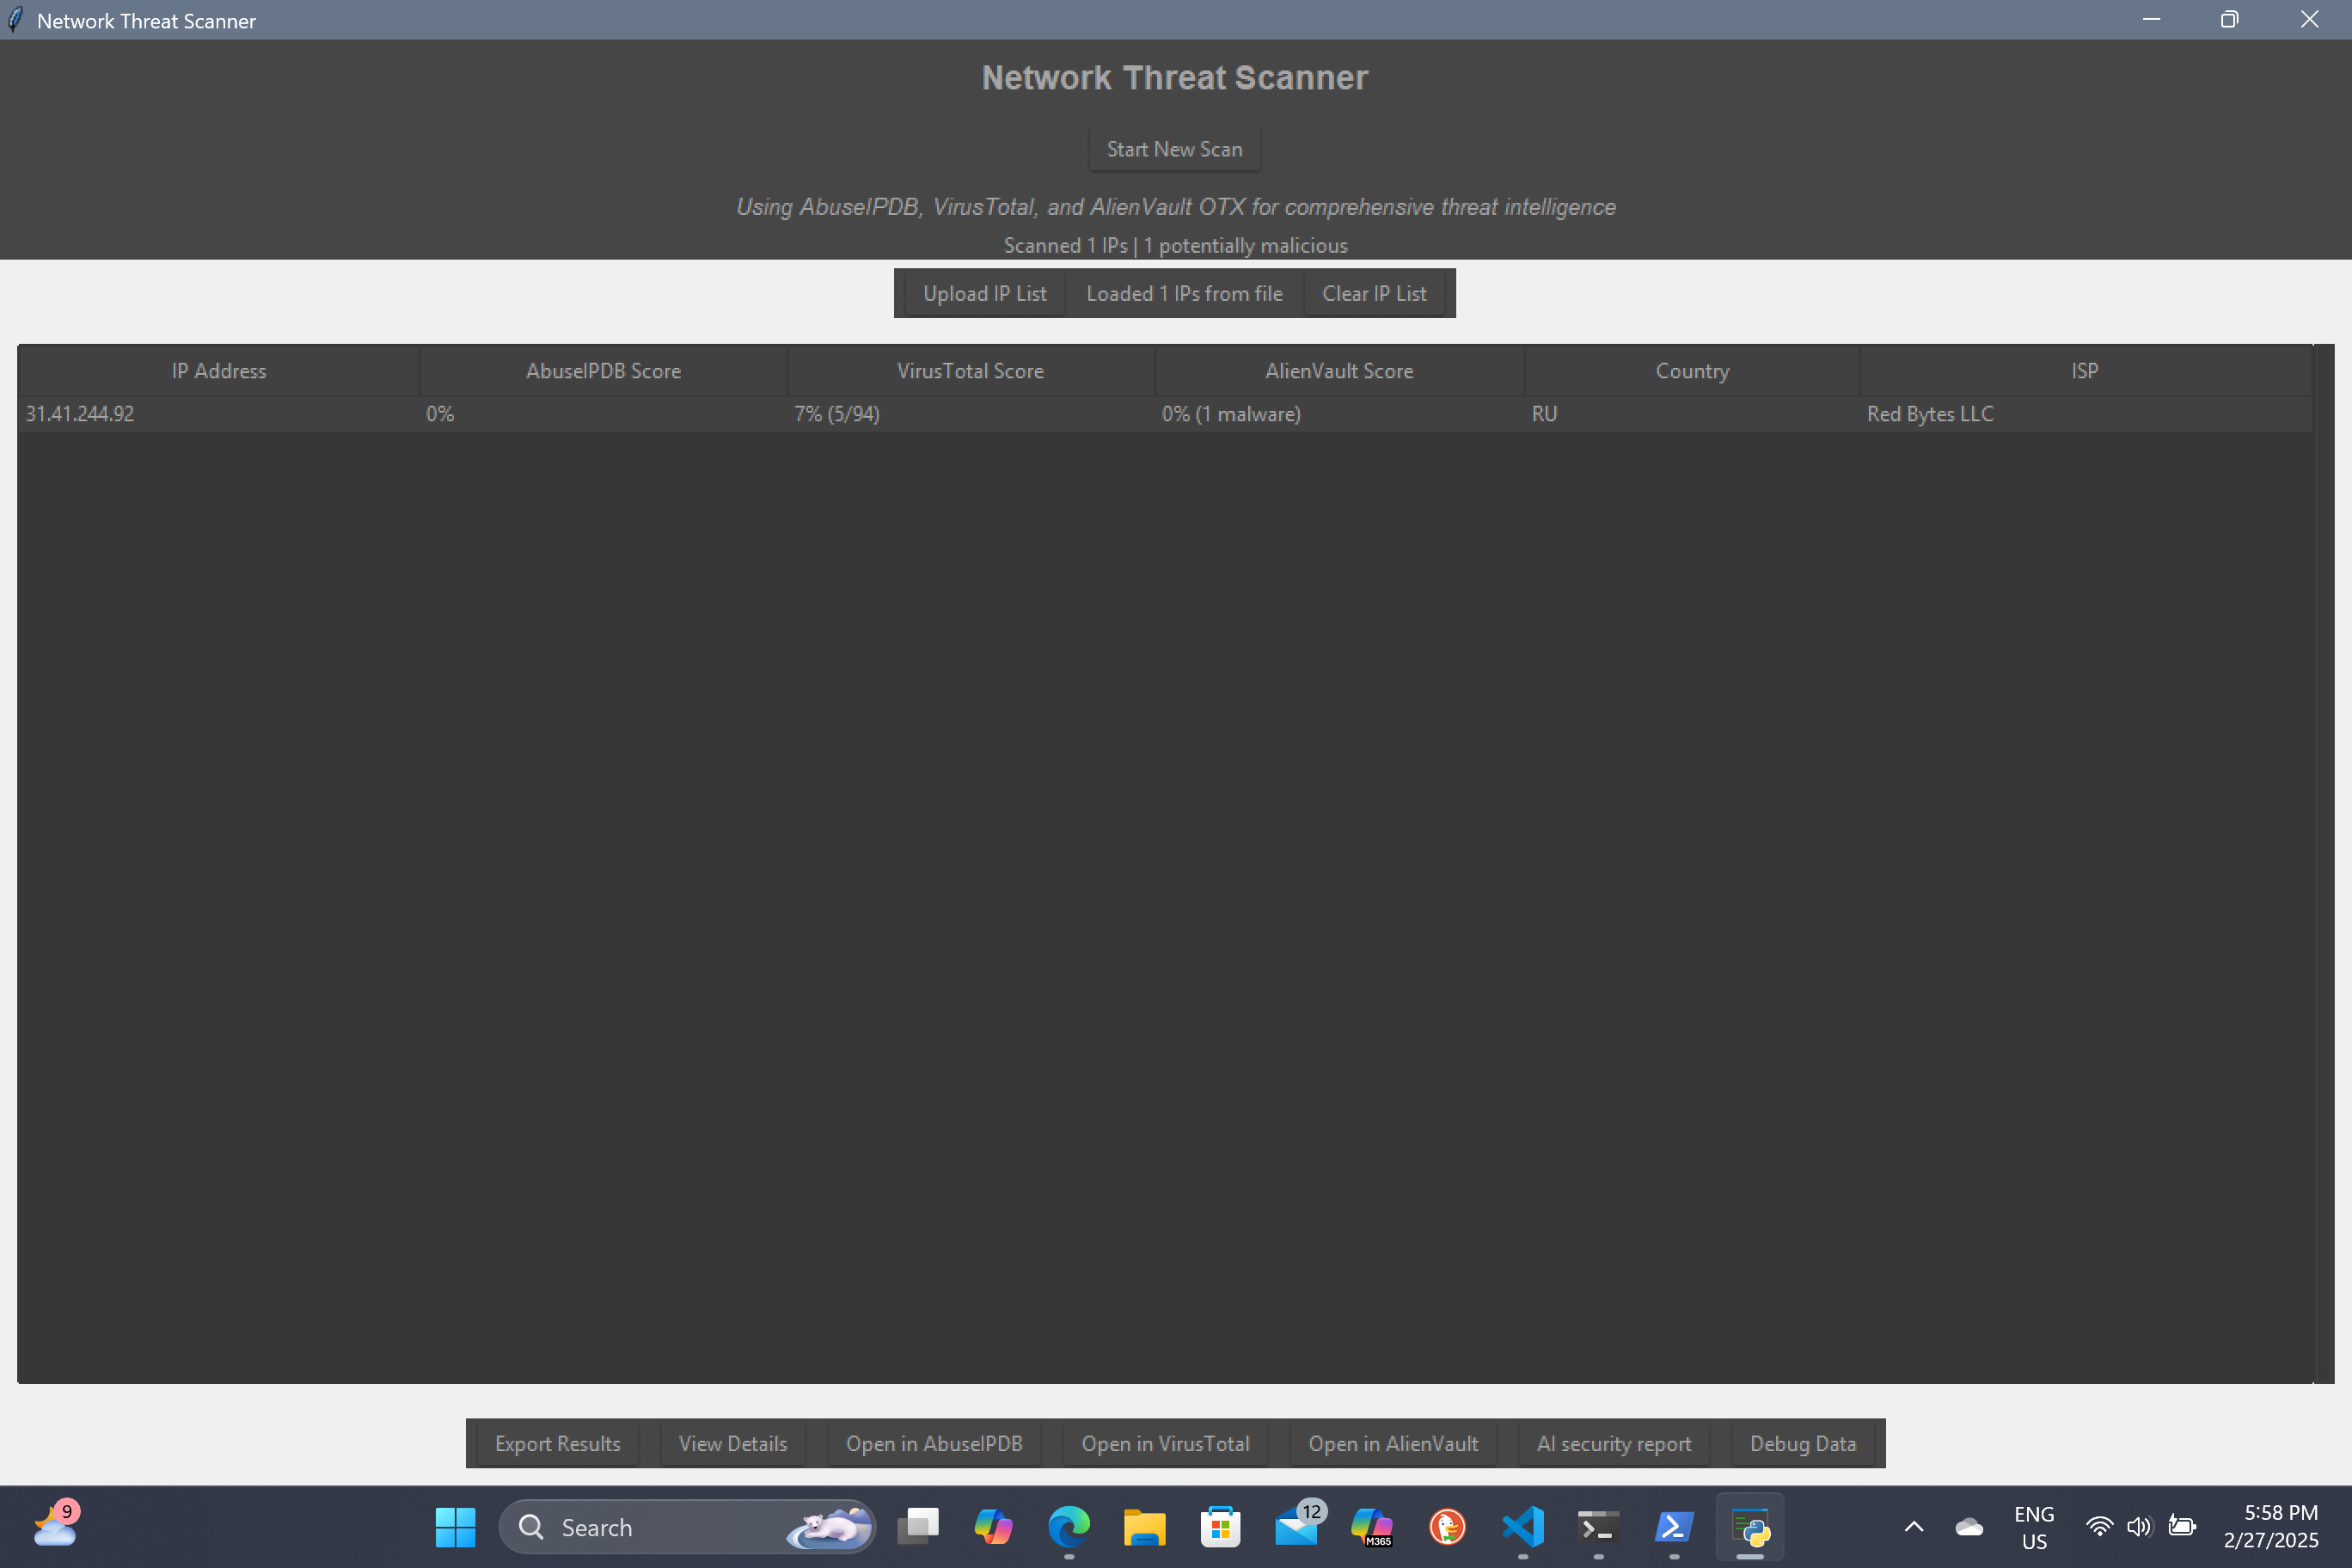 Network Threat Scanner
Network Threat Scanner
Start New Scan
Using AbuseIPDB, VirusTotal, and AlienVault OTX for comprehensive threat intelligence
Scanned 1 IPs | 1 potentially malicious
Upload IP List Loaded 1 IPs from file Clear IP List
IP Address AbuseIPDB Score VirusTotal Score AlienVault Score Country ISP
31.41.244.92 0% 7% (5/94) 0% (1 malware) RU Red Bytes LLC
Export Results View Details Open in AbuseIPDB Open in VirusTotal Open in AlienVault AI security report Debug Data
9 Search 12 M365 ENG 5:58 PM
US 2/27/2025